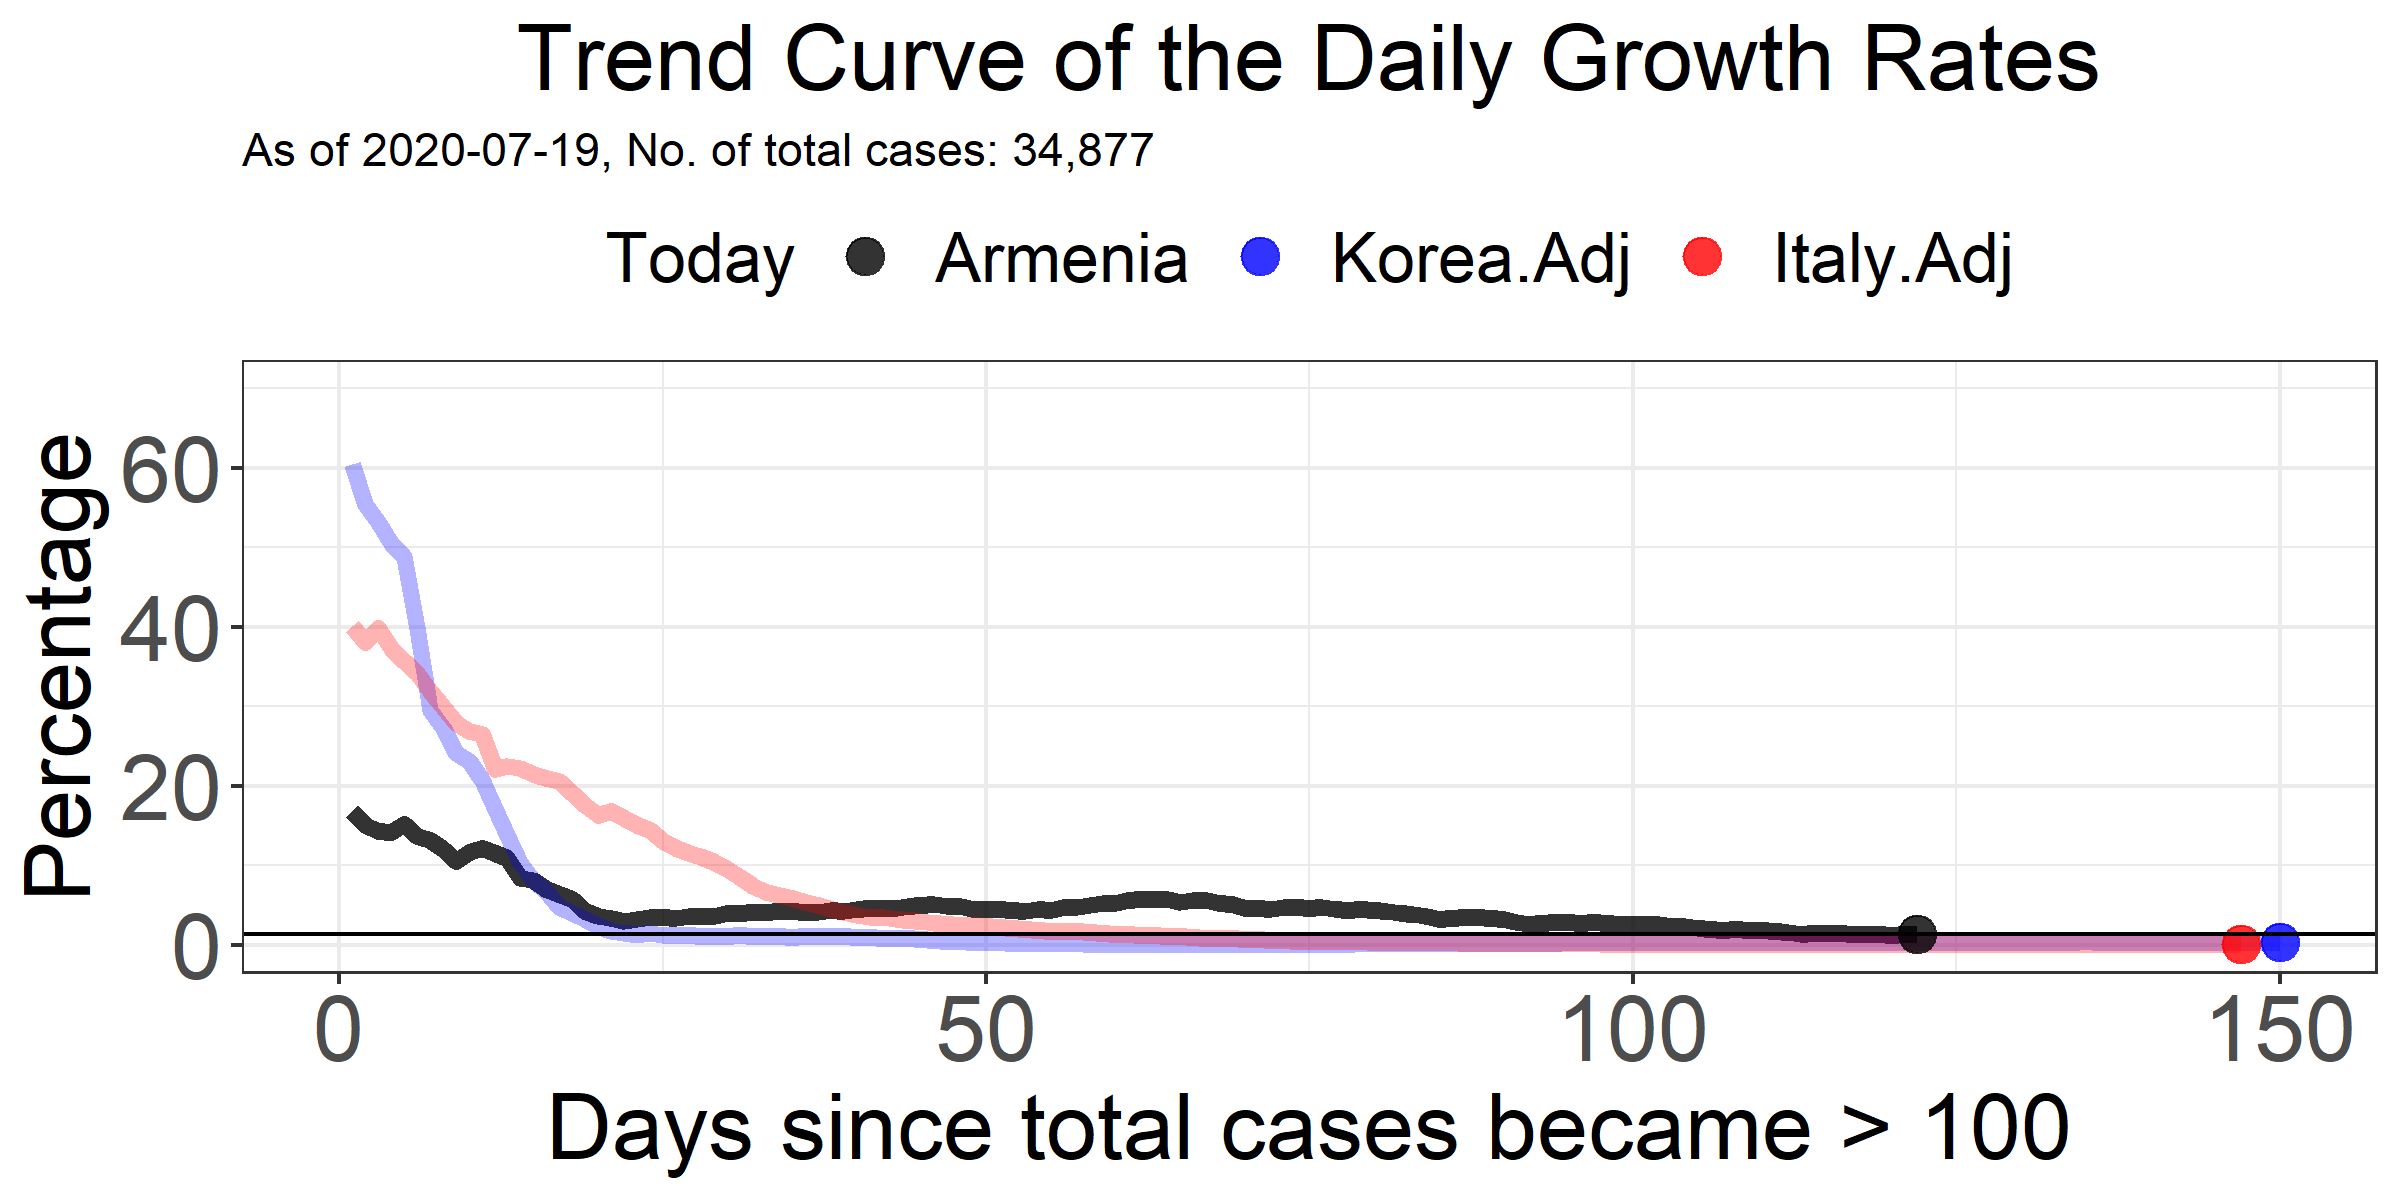 Trend Curve of the Daily Growth Rates
As of 2020-07-19, No. of total cases: 34,877
Today Armenia Korea.Adj Italy.Adj
Percentage
60
40
20
0
0 50 100 150
Days since total cases became > 100